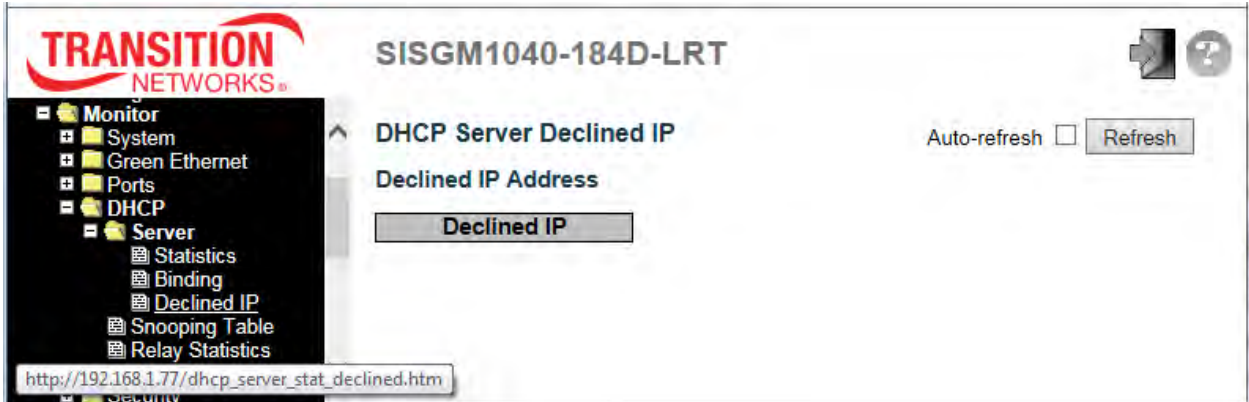 TRANSITION
NETWORKS®
SISGM1040-184D-LRT
?
Monitor
System
Green Ethernet
Ports
DHCP
Server
Statistics
Binding
Declined IP
Snooping Table
Relay Statistics
http://192.168.1.77/dhcp_server_stat_declined.htm
Security
DHCP Server Declined IP
Auto-refresh
Refresh
Declined IP Address
Declined IP